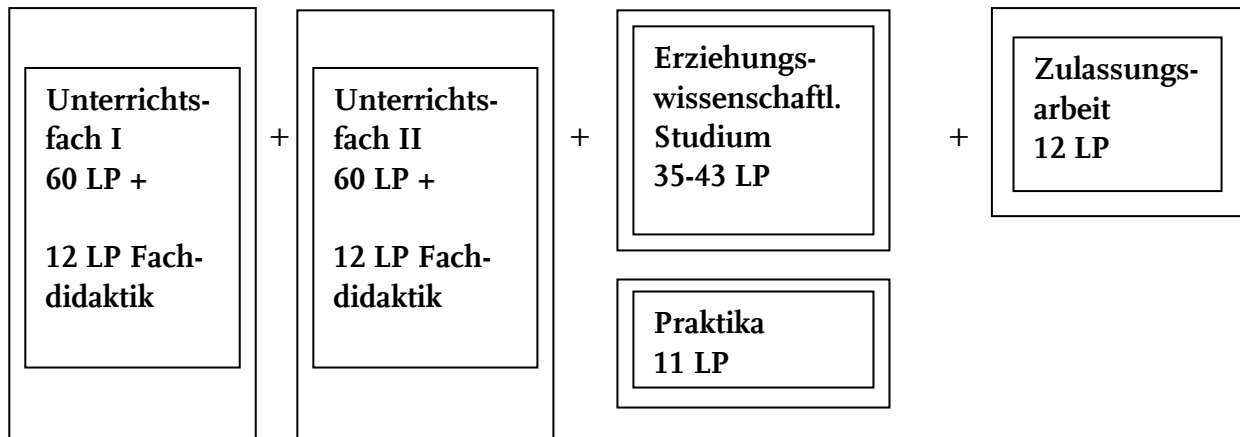 Unterrichts-
fach I
60 LP +
12 LP Fach-
didaktik
+
Unterrichts-
fach II
60 LP +
12 LP Fach-
didaktik
+
Erziehungs-
wissenschaftl.
Studium
35-43 LP
Praktika
11 LP
+
Zulassungs-
arbeit
12 LP